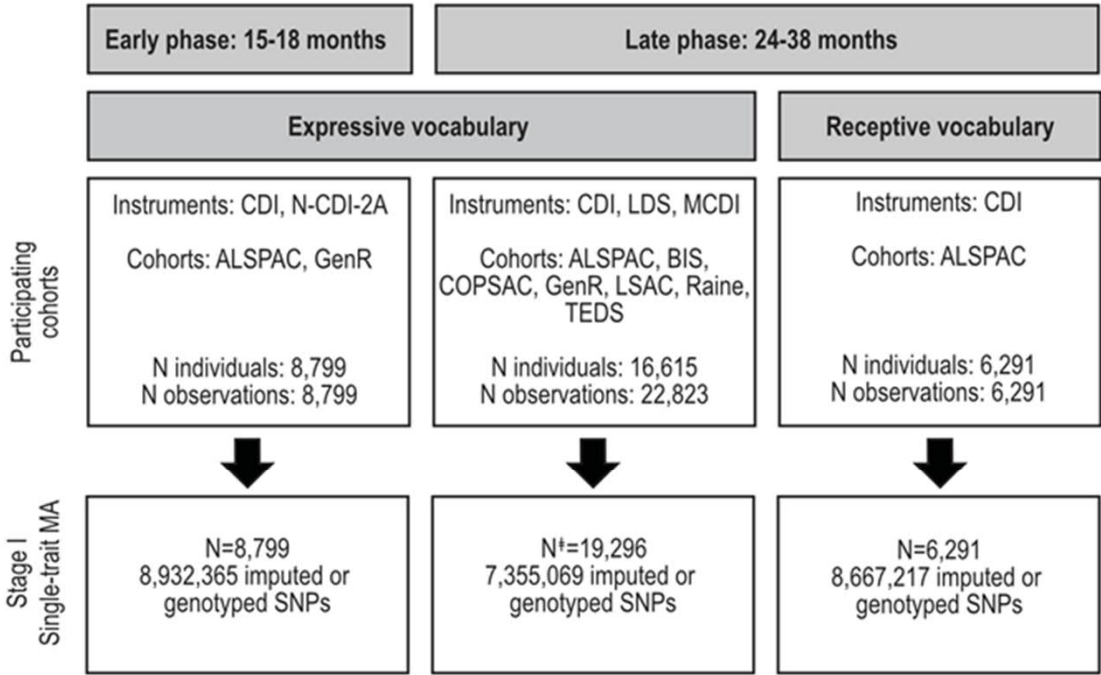 Early phase: 15-18 months
Late phase: 24-38 months
Expressive vocabulary
Receptive vocabulary
Participating
cohorts
Instruments: CDI, N-CDI-2A
Cohorts: ALSPAC, GenR
N individuals: 8,799
N observations: 8,799
Instruments: CDI, LDS, MCDI
Cohorts: ALSPAC, BIS,
COPSAC, GenR, LSAC, Raine,
TEDS
N individuals: 16,615
N observations: 22,823
Instruments: CDI
Cohorts: ALSPAC
N individuals: 6,291
N observations: 6,291
Stage I
Single-trait MA
N=8,799
8,932,365 imputed or
genotyped SNPs
N‡=19,296
7,355,069 imputed or
genotyped SNPs
N=6,291
8,667,217 imputed or
genotyped SNPs